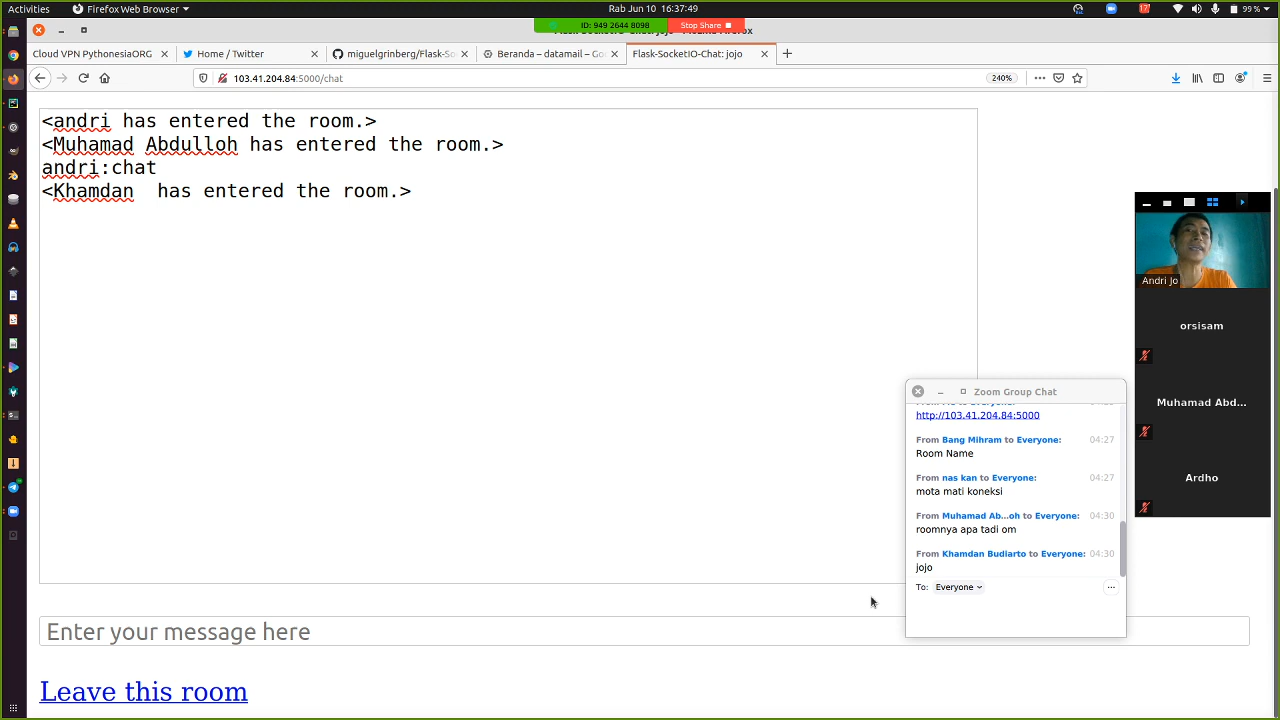 Activities
Firefox Web Browser
Rab Jun 10 16:37:49
99 %
ID: 949 2644 8098
Stop Share
Cloud VPN PythonesiaORG
Home / Twitter
miguelgrinberg/Flask-So
Beranda – datamail – Go
Flask-SocketIO-Chat: jojo
103.41.204.84:5000/chat
240%
<andri has entered the room.>
<Muhamad Abdulloh has entered the room.>
andri:chat
<Khamdan  has entered the room.>
Andri Jo
orsisam
Muhamad Abd...
Ardho
Zoom Group Chat
http://103.41.204.84:5000
From Bang Mihram to Everyone: 04:27
Room Name
From nas kan to Everyone: 04:27
mota mati koneksi
From Muhamad Ab...oh to Everyone: 04:30
roomnya apa tadi om
From Khamdan Budiarto to Everyone: 04:30
jojo
To: Everyone
Enter your message here
Leave this room